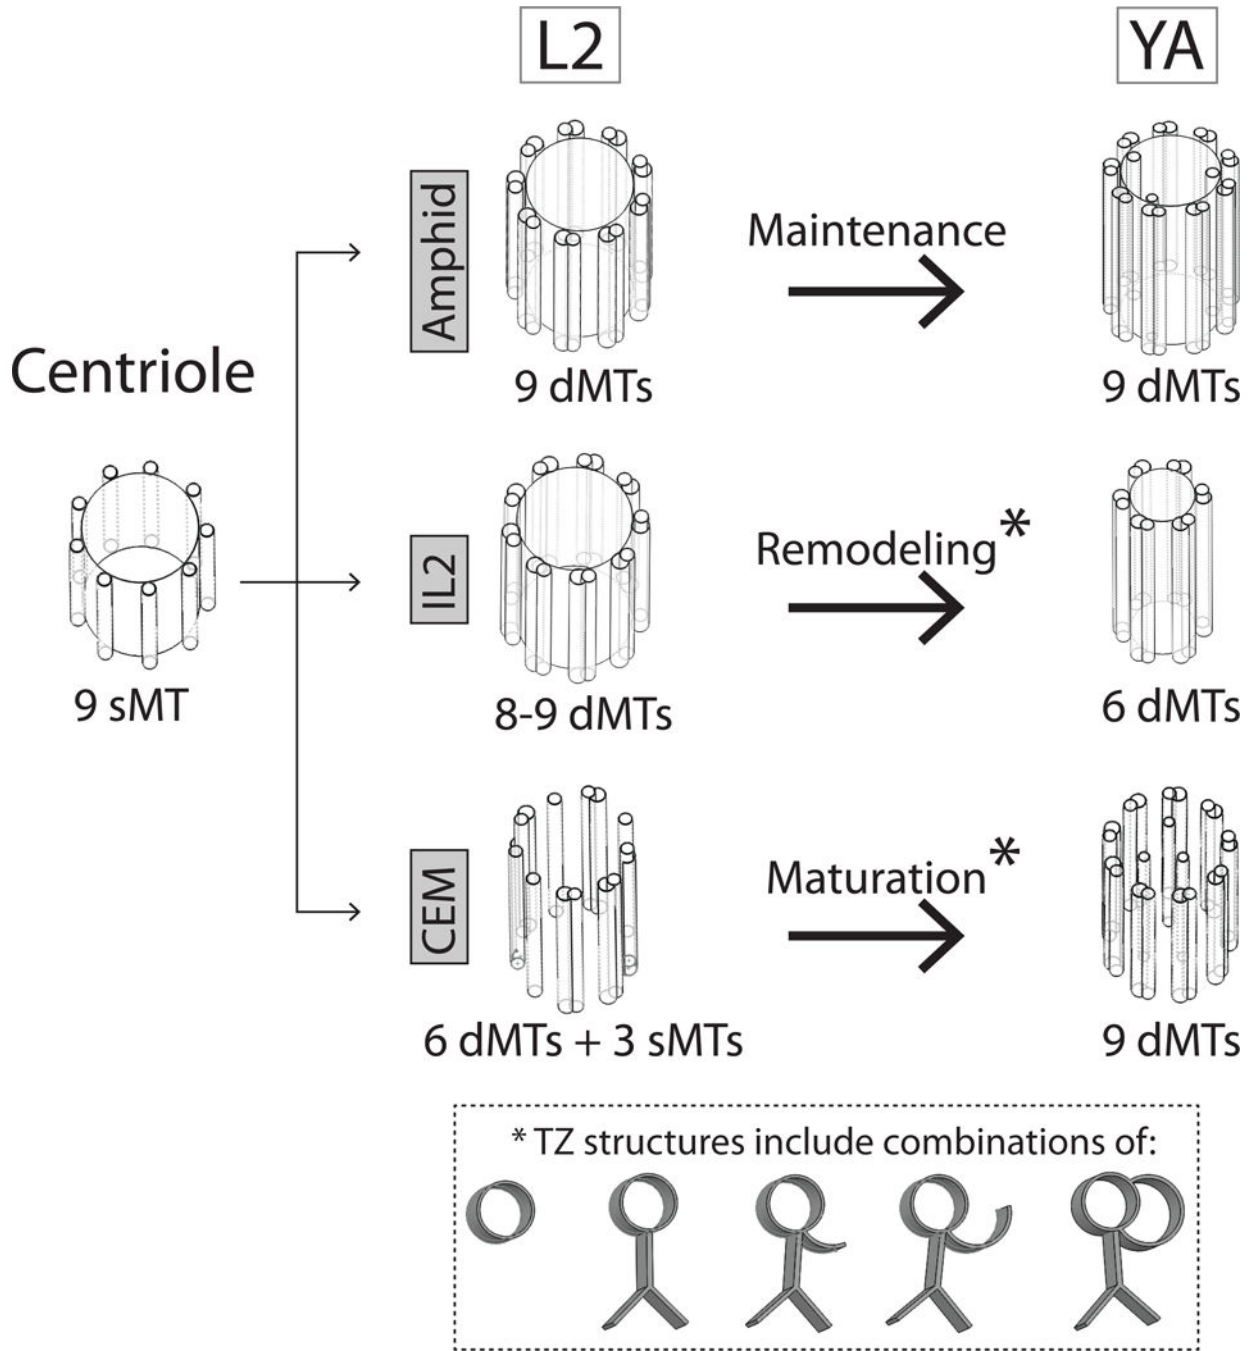 L2
YA
Centriole
9 sMT
Amphid
9 dMTs
Maintenance
9 dMTs
IL2
8-9 dMTs
Remodeling*
6 dMTs
CEM
6 dMTs + 3 sMTs
Maturation*
9 dMTs
* TZ structures include combinations of: